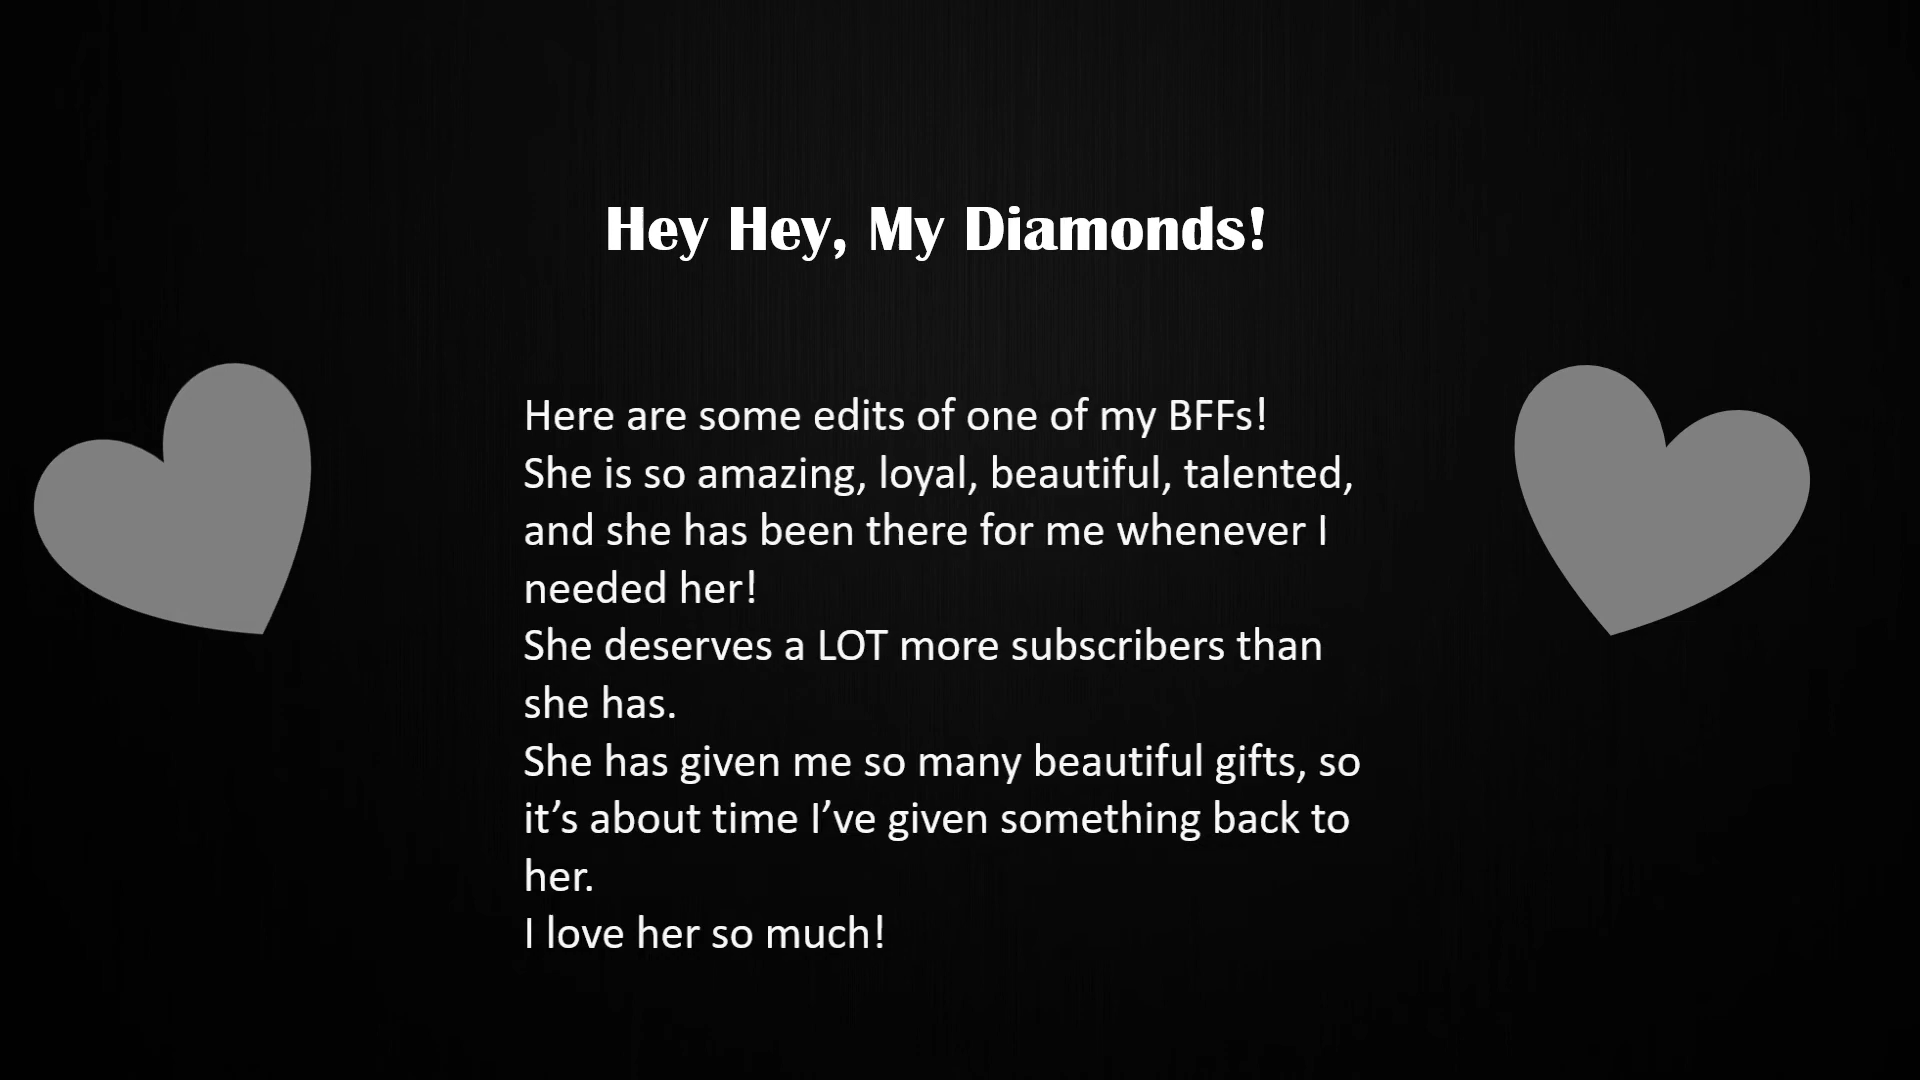 Hey Hey, My Diamonds!
Here are some edits of one of my BFFs!
She is so amazing, loyal, beautiful, talented,
and she has been there for me whenever I
needed her!
She deserves a LOT more subscribers than
she has.
She has given me so many beautiful gifts, so
it’s about time I’ve given something back to
her.
I love her so much!